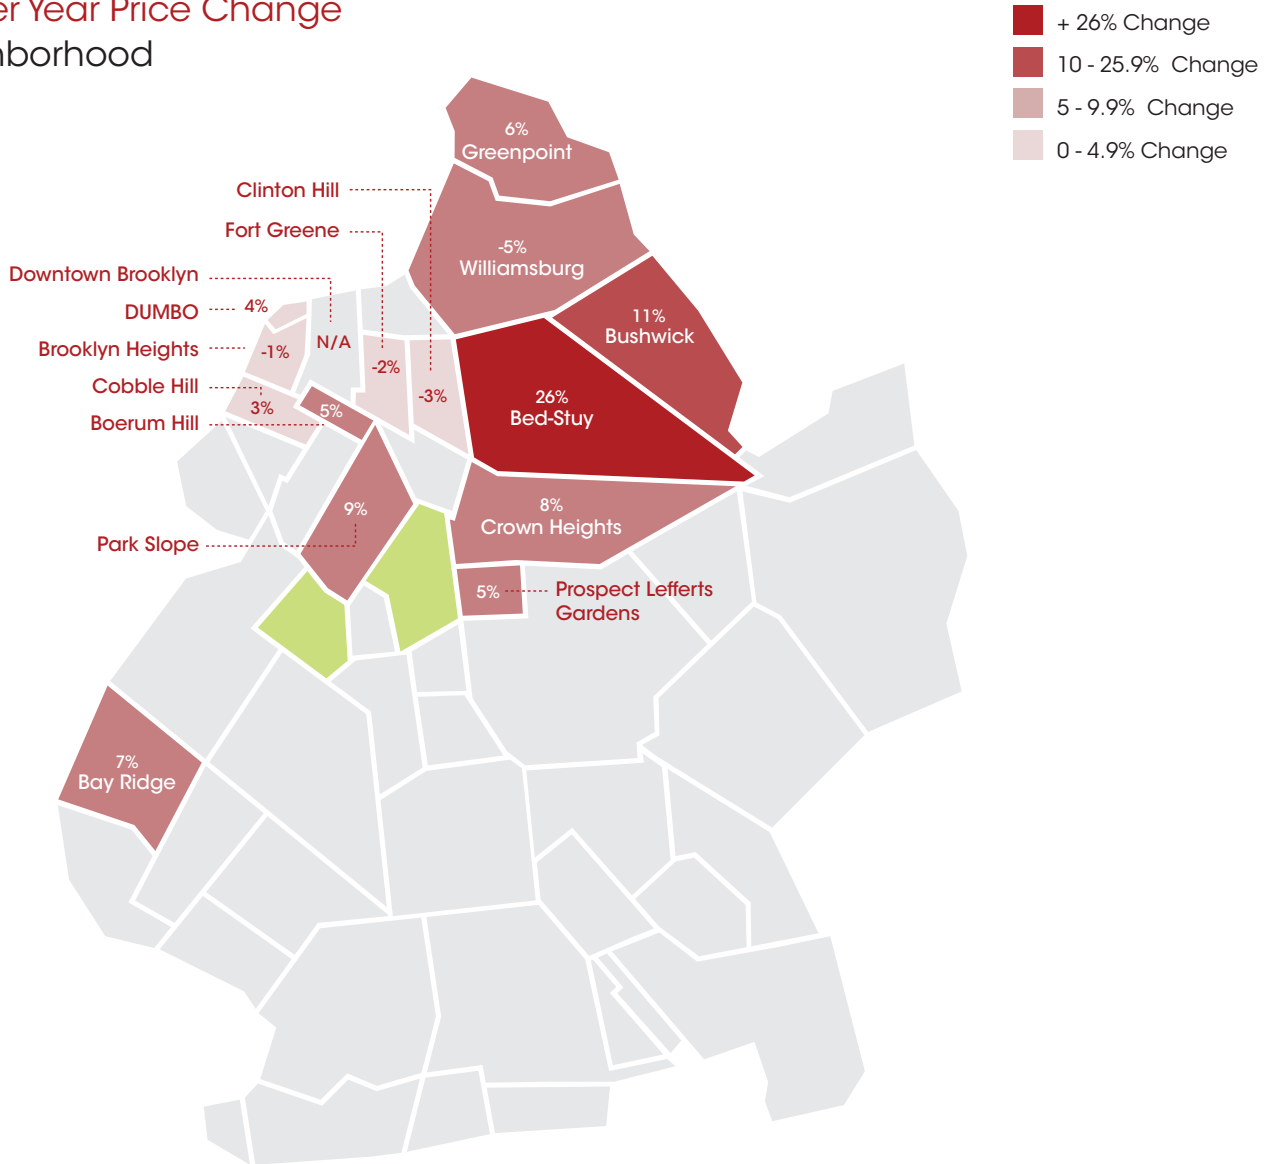 er Year Price Change
nborhood
+ 26% Change
10 - 25.9% Change
5 - 9.9% Change
0 - 4.9% Change
6%
Greenpoint
Clinton Hill
Fort Greene
-5%
Williamsburg
Downtown Brooklyn
DUMBO
4%
11%
Bushwick
Brooklyn Heights
-1%
N/A
-2%
-3%
Cobble Hill
3%
Boerum Hill
5%
26%
Bed-Stuy
9%
8%
Crown Heights
Park Slope
5%
Prospect Lefferts
Gardens
7%
Bay Ridge